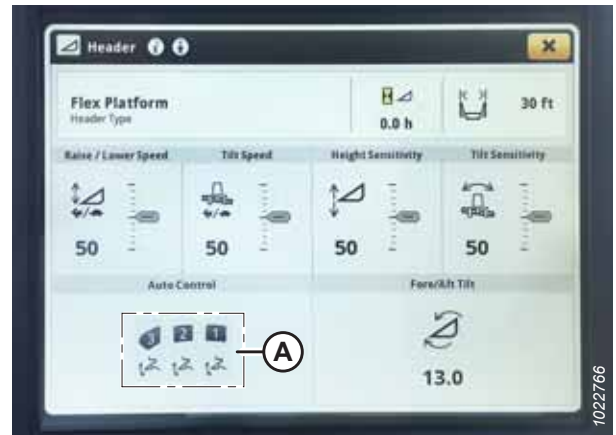 Header
Flex Platform
Header Type
0.0 h
30 ft
Raise / Lower Speed
Tilt Speed
Height Sensitivity
Tilt Sensitivity
50
50
50
50
Auto Control
Fore/Aft Tilt
3 2 1
A
13.0
1022766